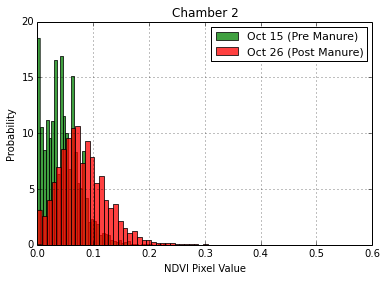 Chamber 2
Oct 15 (Pre Manure)
Oct 26 (Post Manure)
Probability
20
15
10
5
0
0.0 0.1 0.2 0.3 0.4 0.5 0.6
NDVI Pixel Value